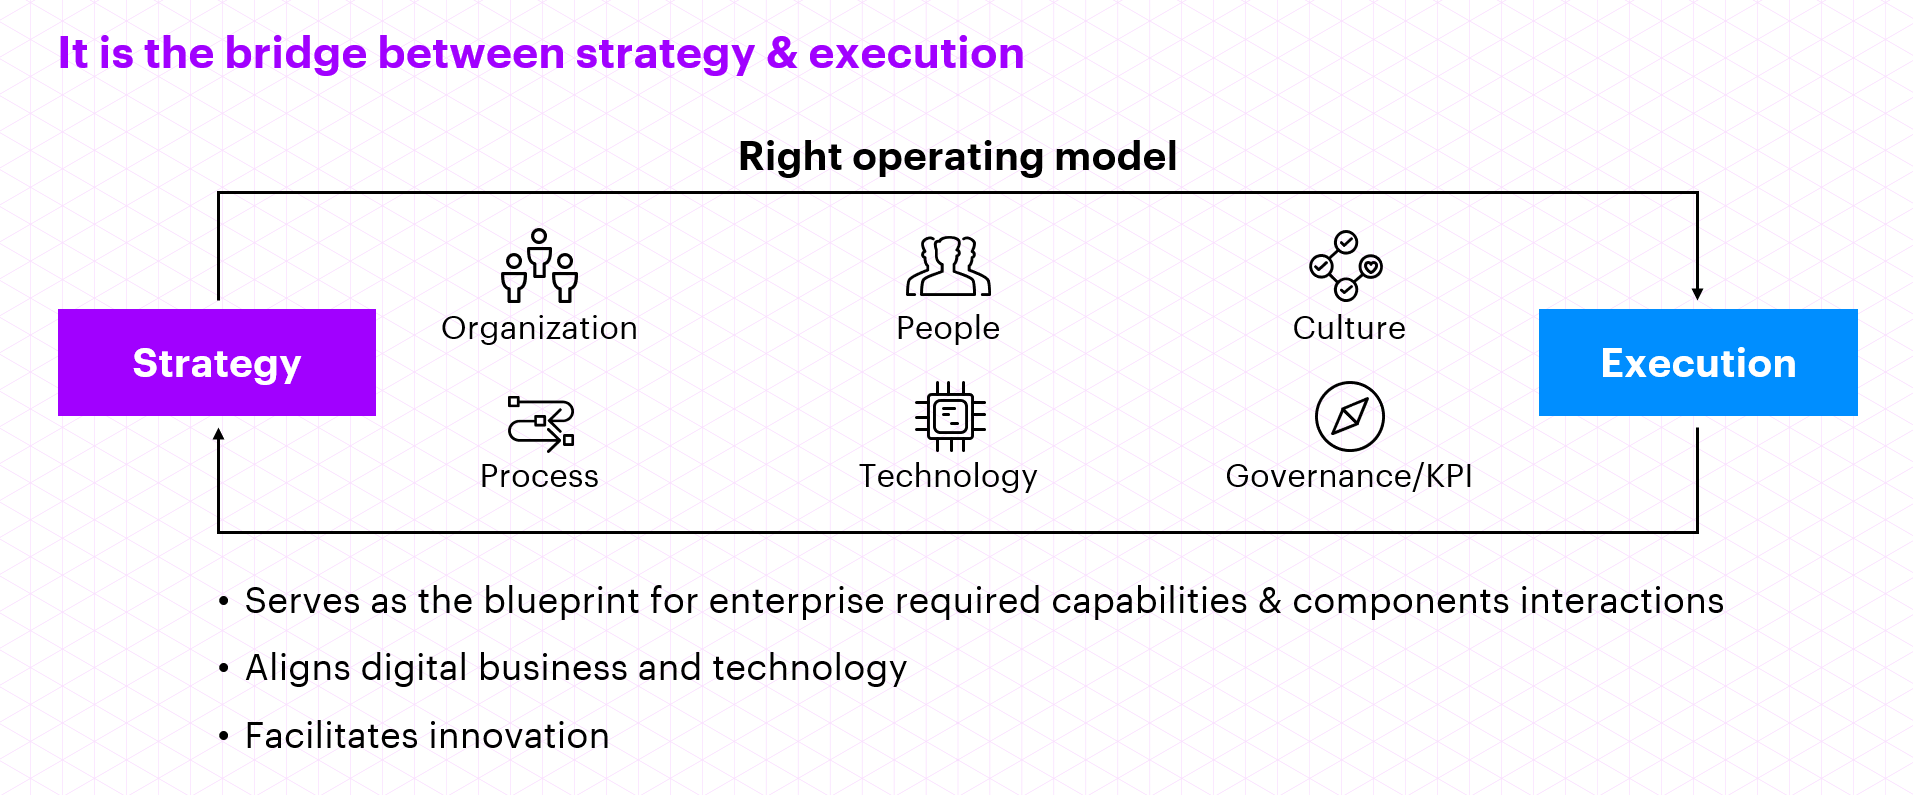 It is the bridge between strategy & execution
Right operating model
Organization
People
Culture
Strategy
Execution
Process
Technology
Governance/KPI
• Serves as the blueprint for enterprise required capabilities & components interactions
• Aligns digital business and technology
• Facilitates innovation